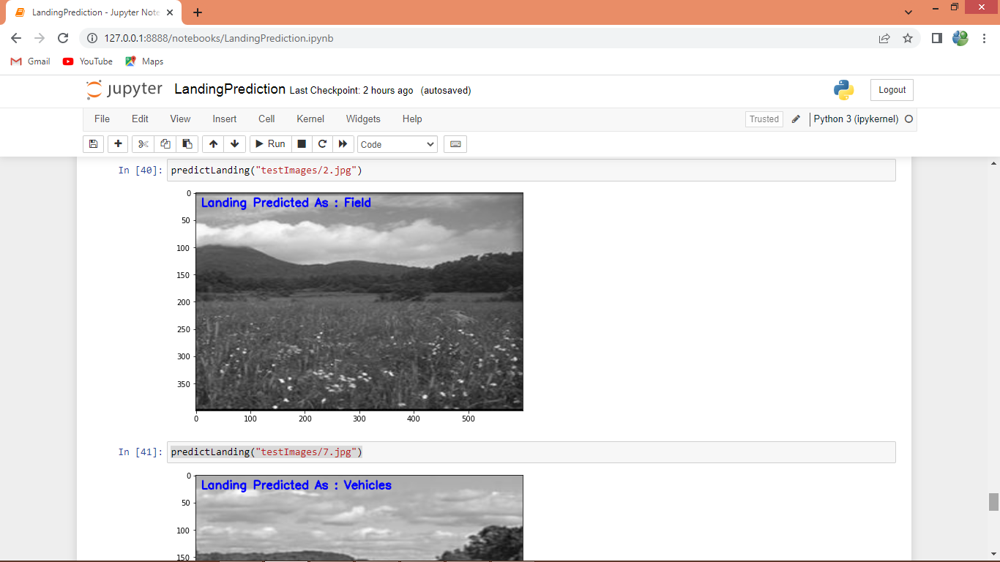 LandingPrediction - Jupyter Note
127.0.0.1:8888/notebooks/LandingPrediction.ipynb
Gmail YouTube Maps
jupyter LandingPrediction Last Checkpoint: 2 hours ago (autosaved) Logout
File Edit View Insert Cell Kernel Widgets Help Trusted Python 3 (ipykernel)
Run Code
In [40]: predictLanding("testImages/2.jpg")
Landing Predicted As : Field
0
50
100
150
200
250
300
350
0 100 200 300 400 500
In [41]: predictLanding("testImages/7.jpg")
Landing Predicted As : Vehicles
0
50
100
150